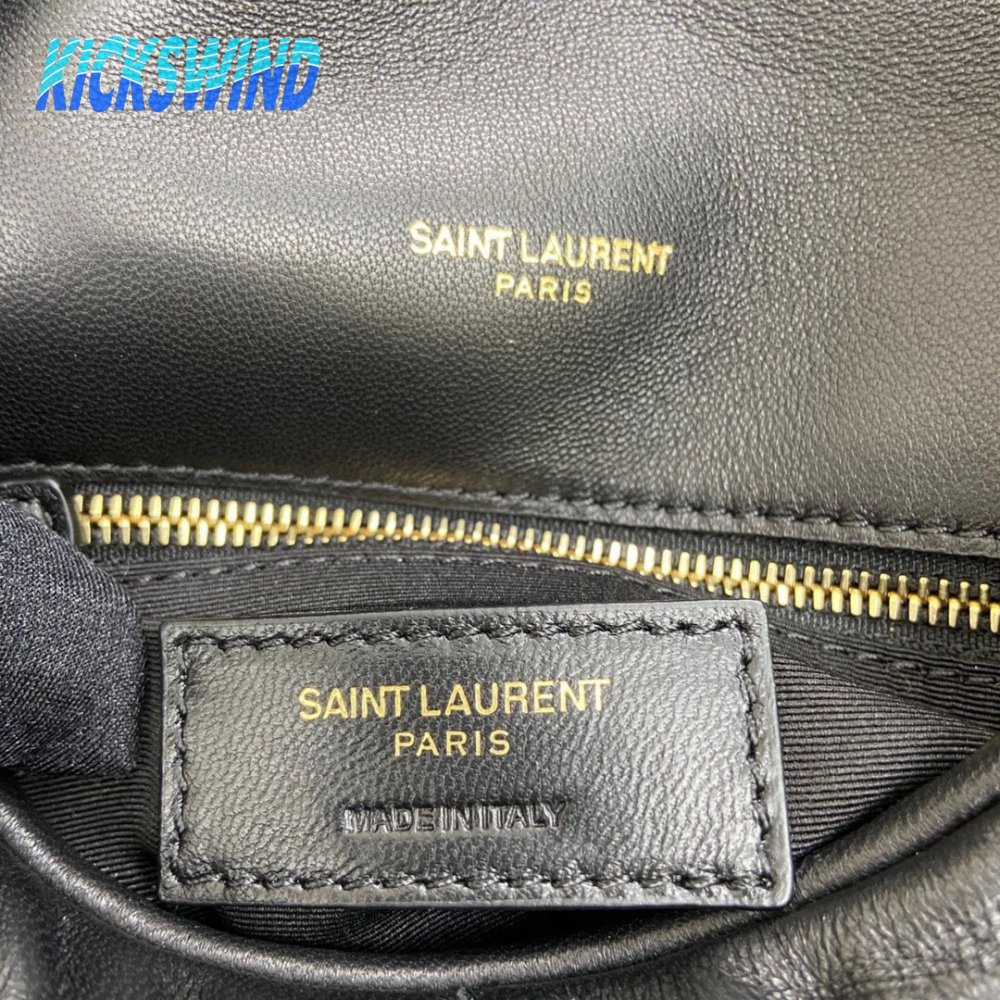 KICKSWIND
SAINT LAURENT
PARIS
SAINT LAURENT
PARIS
MADE IN ITALY